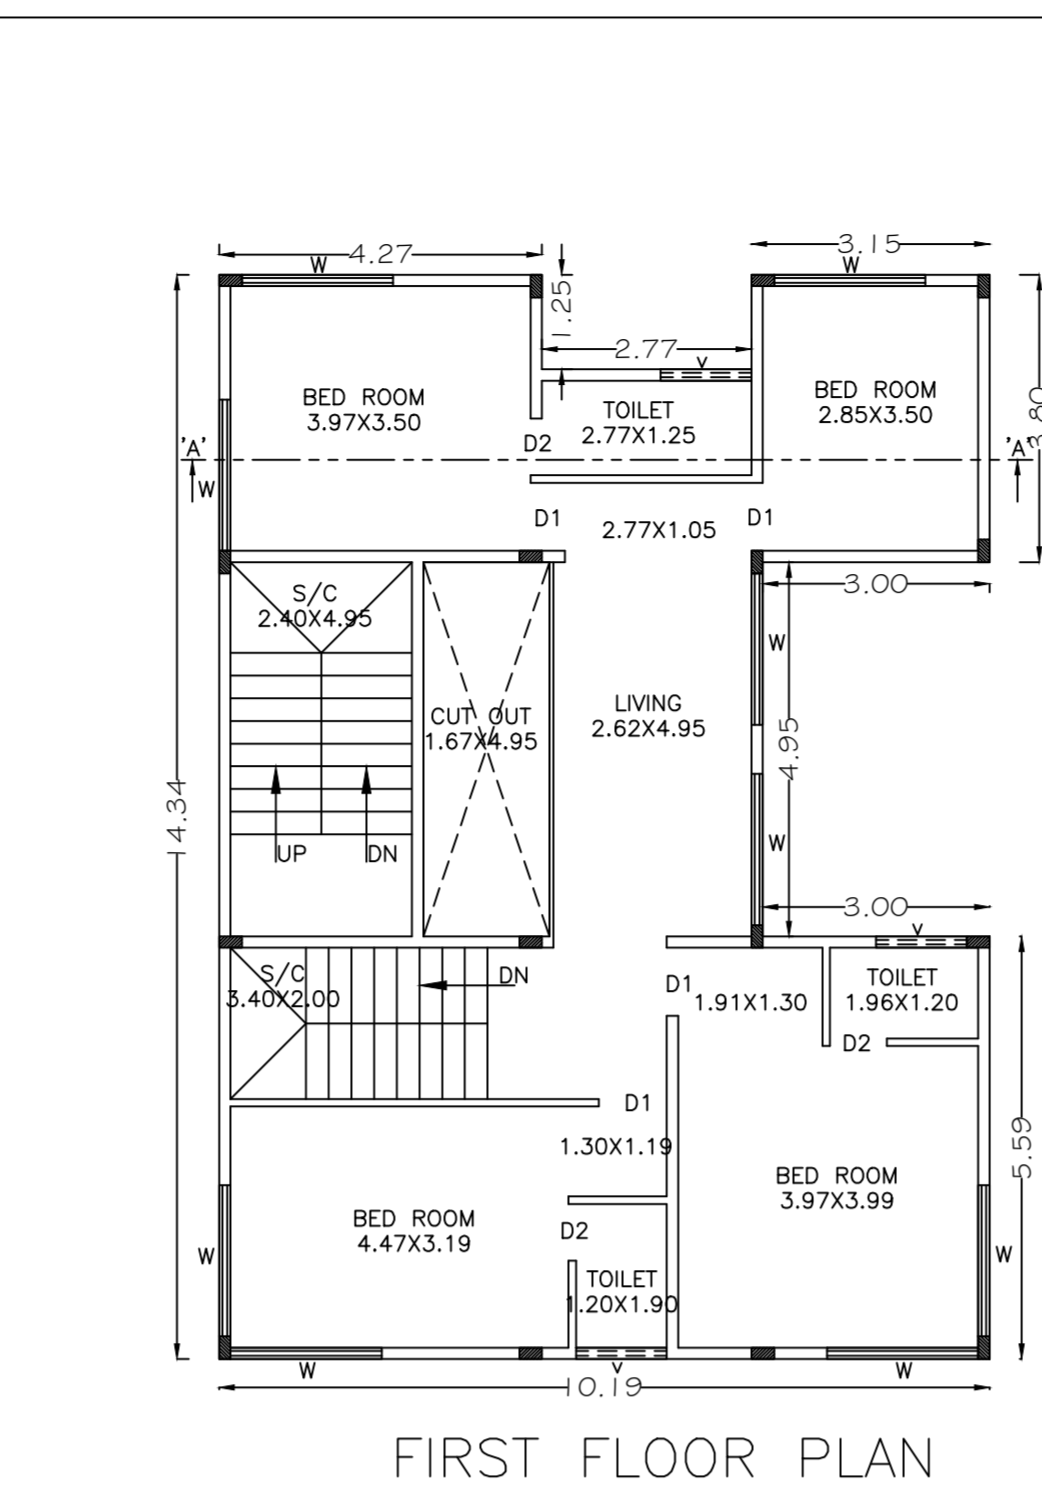 4.27
3.15
W
W
1.25
2.77
V
BED ROOM
3.97X3.50
TOILET
2.77X1.25
BED ROOM
2.85X3.50
3.80
'A'
D2
'A'
W
D1
2.77X1.05
D1
S/C
2.40X4.95
3.00
W
CUT OUT
1.67X4.95
LIVING
2.62X4.95
4.95
14.34
UP
DN
W
3.00
V
S/C
3.40X2.00
DN
D1
1.91X1.30
TOILET
1.96X1.20
D2
D1
1.30X1.19
5.59
BED ROOM
3.97X3.99
BED ROOM
4.47X3.19
D2
W
W
TOILET
1.20X1.90
W
V
W
10.19
FIRST FLOOR PLAN